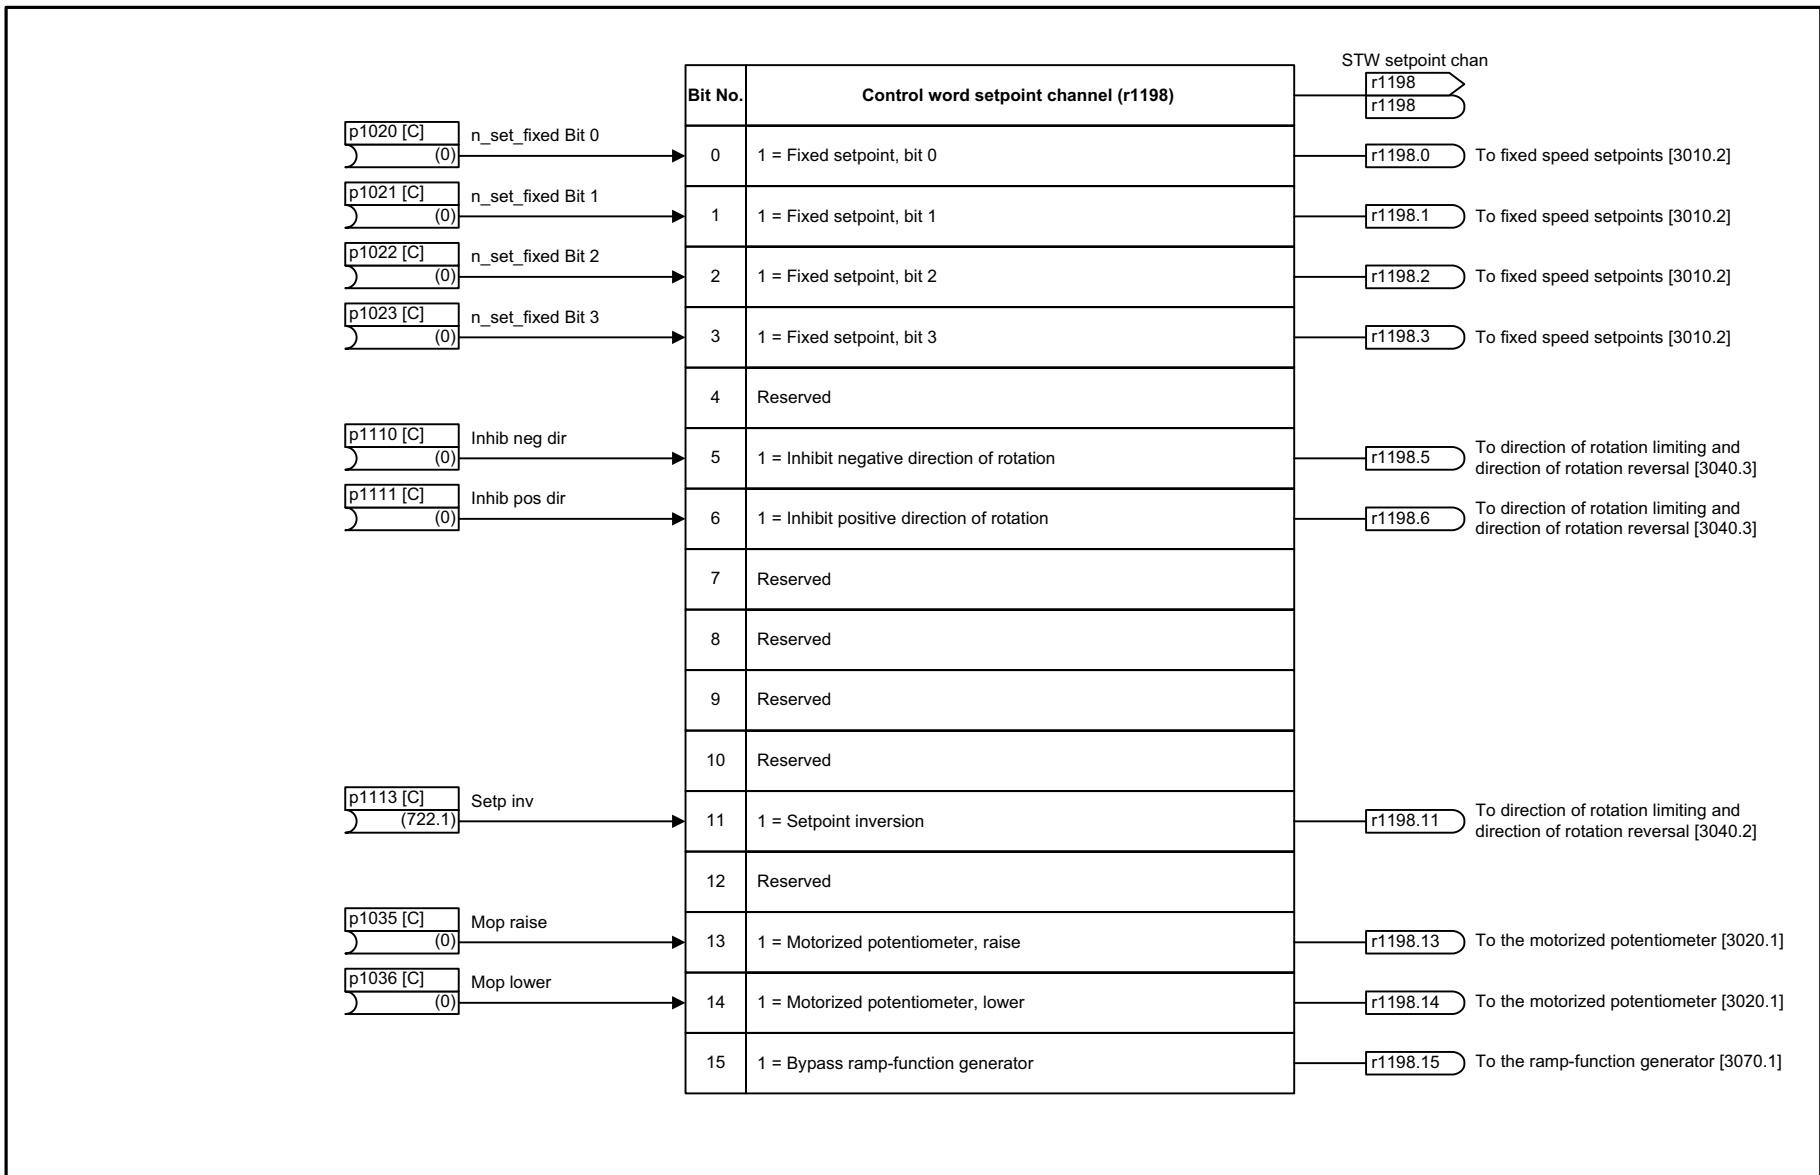 STW setpoint chan
Bit No. Control word setpoint channel (r1198) r1198
r1198
p1020 [C] n_set_fixed Bit 0
(0) 0 1 = Fixed setpoint, bit 0 r1198.0 To fixed speed setpoints [3010.2]
p1021 [C] n_set_fixed Bit 1
(0) 1 1 = Fixed setpoint, bit 1 r1198.1 To fixed speed setpoints [3010.2]
p1022 [C] n_set_fixed Bit 2
(0) 2 1 = Fixed setpoint, bit 2 r1198.2 To fixed speed setpoints [3010.2]
p1023 [C] n_set_fixed Bit 3
(0) 3 1 = Fixed setpoint, bit 3 r1198.3 To fixed speed setpoints [3010.2]
4 Reserved
p1110 [C] Inhib neg dir
(0) 5 1 = Inhibit negative direction of rotation r1198.5 To direction of rotation limiting and
direction of rotation reversal [3040.3]
p1111 [C] Inhib pos dir
(0) 6 1 = Inhibit positive direction of rotation r1198.6 To direction of rotation limiting and
direction of rotation reversal [3040.3]
7 Reserved
8 Reserved
9 Reserved
10 Reserved
p1113 [C] Setp inv
(722.1) 11 1 = Setpoint inversion r1198.11 To direction of rotation limiting and
direction of rotation reversal [3040.2]
12 Reserved
p1035 [C] Mop raise
(0) 13 1 = Motorized potentiometer, raise r1198.13 To the motorized potentiometer [3020.1]
p1036 [C] Mop lower
(0) 14 1 = Motorized potentiometer, lower r1198.14 To the motorized potentiometer [3020.1]
15 1 = Bypass ramp-function generator r1198.15 To the ramp-function generator [3070.1]